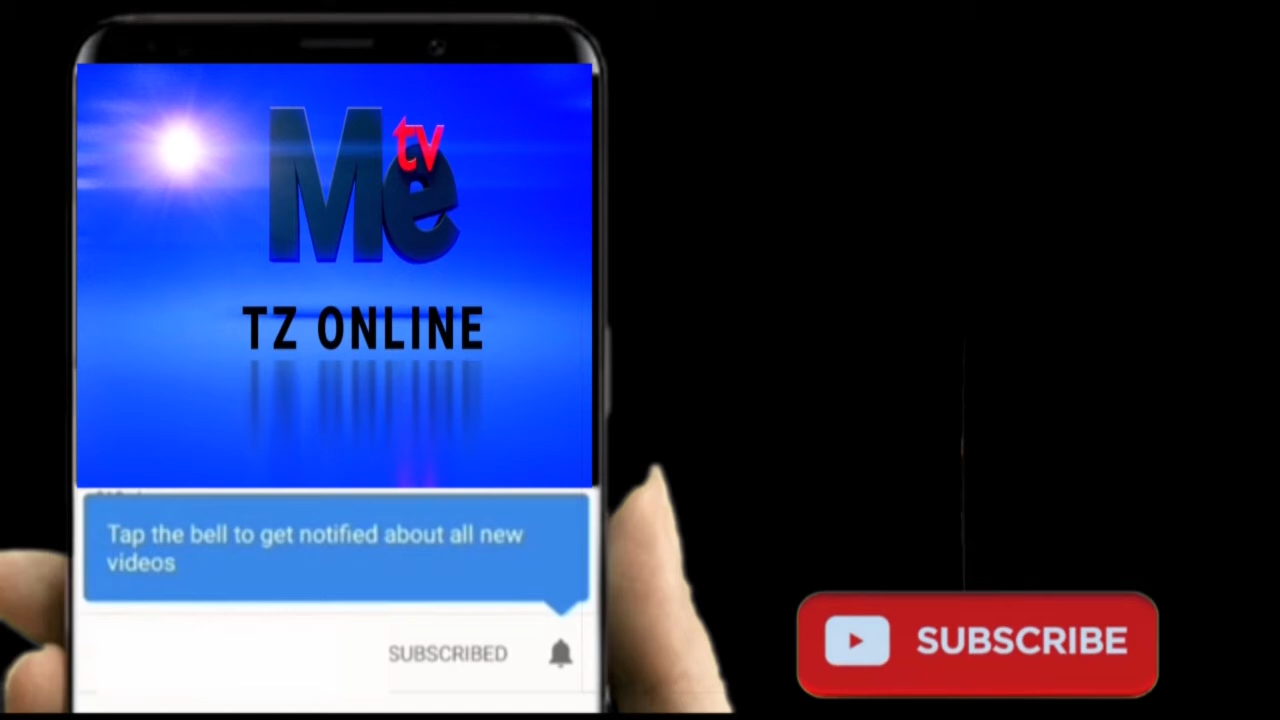 Me
tv
TZ ONLINE
Tap the bell to get notified about all new
videos
SUBSCRIBED
SUBSCRIBE